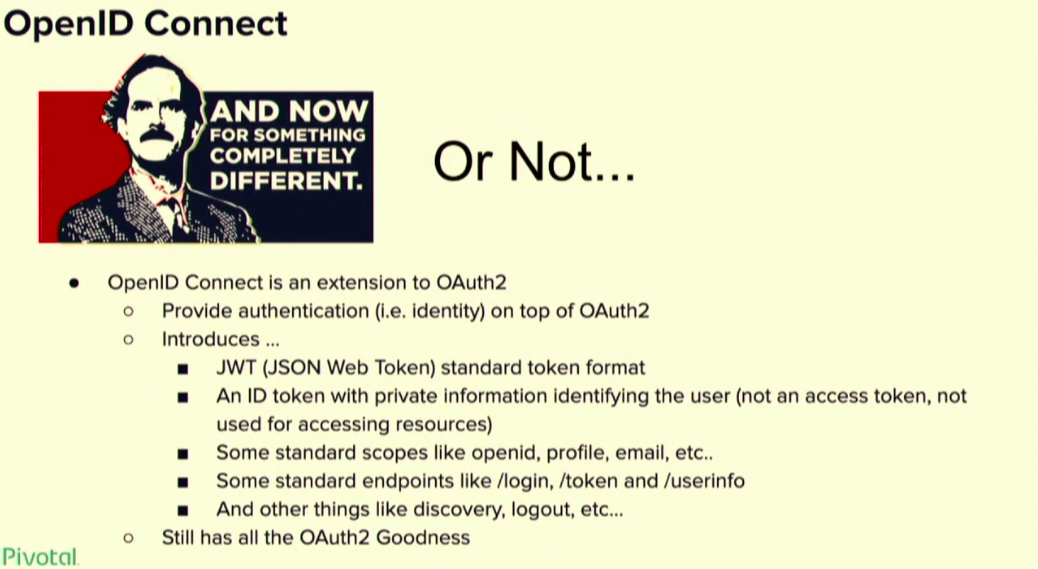 OpenID Connect
AND NOW
FOR SOMETHING
COMPLETELY
DIFFERENT.
Or Not...
● OpenID Connect is an extension to OAuth2
○ Provide authentication (i.e. identity) on top of OAuth2
○ Introduces ...
■ JWT (JSON Web Token) standard token format
■ An ID token with private information identifying the user (not an access token, not
used for accessing resources)
■ Some standard scopes like openid, profile, email, etc..
■ Some standard endpoints like /login, /token and /userinfo
■ And other things like discovery, logout, etc...
○ Still has all the OAuth2 Goodness
Pivotal